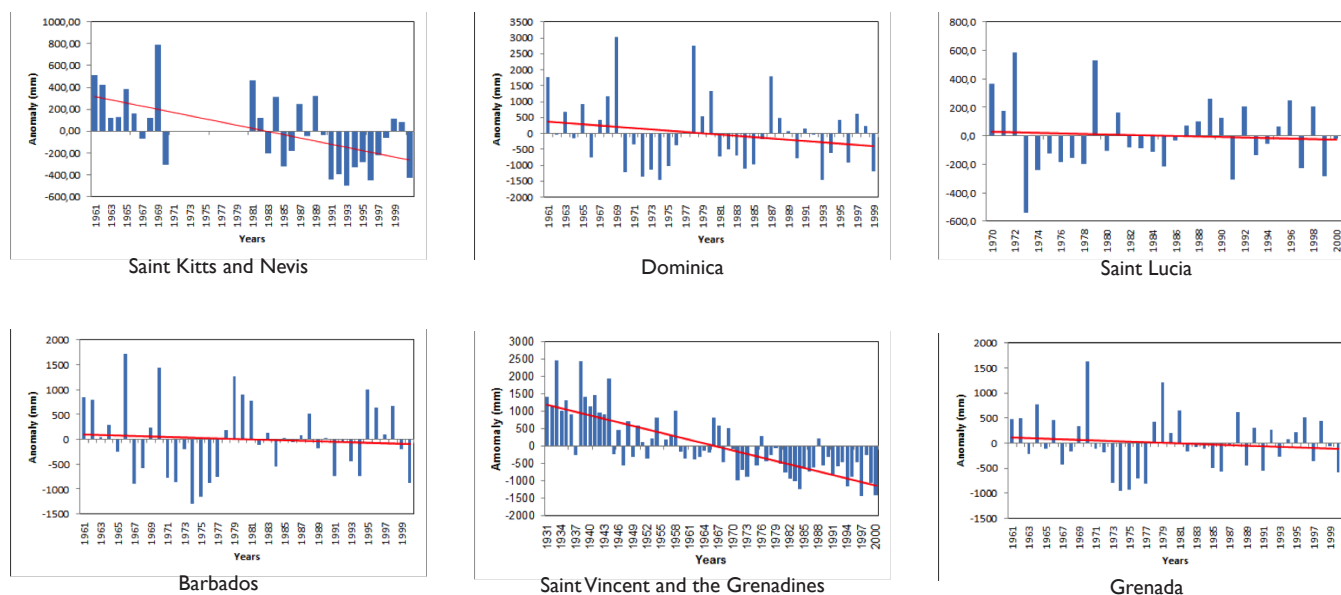 Anomaly (mm)
1000,00
800,00
600,00
400,00
200,00
0,00
-200,00
-400,00
-600,00
1961 1963 1965 1967 1969 1971 1973 1975 1977 1979 1981 1983 1985 1987 1989 1991 1993 1995 1997 1999
Years
Saint Kitts and Nevis
Anomaly (mm)
3500
3000
2500
2000
1500
1000
500
0
-500
-1000
-1500
-2000
1961 1963 1965 1967 1969 1971 1973 1975 1977 1979 1981 1983 1985 1987 1989 1991 1993 1995 1997 1999
Years
Dominica
Anomaly (mm)
800,0
600,0
400,0
200,0
0,0
-200,0
-400,0
-600,0
1970 1972 1974 1976 1978 1980 1982 1984 1986 1988 1990 1992 1994 1996 1998 2000
Years
Saint Lucia
Anomaly (mm)
2000
1500
1000
500
0
-500
-1000
-1500
1961 1963 1965 1967 1969 1971 1973 1975 1977 1979 1981 1983 1985 1987 1989 1991 1993 1995 1997 1999
Years
Barbados
Anomaly (mm)
3000
2500
2000
1500
1000
500
0
-500
-1000
-1500
-2000
1931 1934 1937 1940 1943 1946 1949 1952 1955 1958 1961 1964 1967 1970 1973 1976 1979 1982 1985 1988 1991 1994 1997 2000
Years
Saint Vincent and the Grenadines
Anomaly (mm)
2000
1500
1000
500
0
-500
-1000
-1500
1961 1963 1965 1967 1969 1971 1973 1975 1977 1979 1981 1983 1985 1987 1989 1991 1993 1995 1997 1999
Years
Grenada